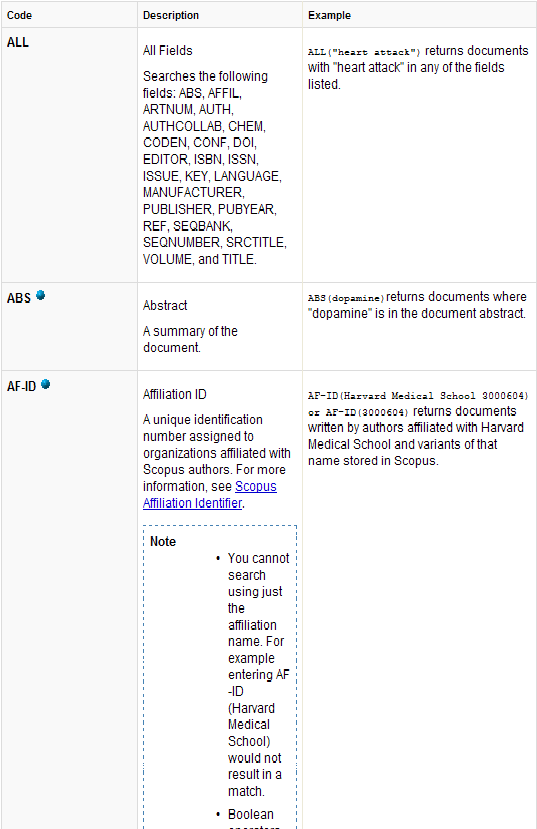 Code Description Example
ALL
All Fields
Searches the following
fields: ABS, AFFIL,
ARTNUM, AUTH,
AUTHCOLLAB, CHEM,
CODEN, CONF, DOI,
EDITOR, ISBN, ISSN,
ISSUE, KEY, LANGUAGE,
MANUFACTURER,
PUBLISHER, PUBYEAR,
REF, SEQBANK,
SEQNUMBER, SRCTITLE,
VOLUME, and TITLE.
ALL("heart attack") returns documents
with "heart attack" in any of the fields
listed.
ABS
Abstract
A summary of the
document.
ABS(dopamine)returns documents where
"dopamine" is in the document abstract.
AF-ID
Affiliation ID
A unique identification
number assigned to
organizations affiliated with
Scopus authors. For more
information, see Scopus
Affiliation Identifier.
Note
• You cannot
search
using just
the
affiliation
name. For
example
entering AF
-ID
(Harvard
Medical
School)
would not
result in a
match.
• Boolean
operators
AF-ID(Harvard Medical School 3000604)
or AF-ID(3000604) returns documents
written by authors affiliated with Harvard
Medical School and variants of that
name stored in Scopus.